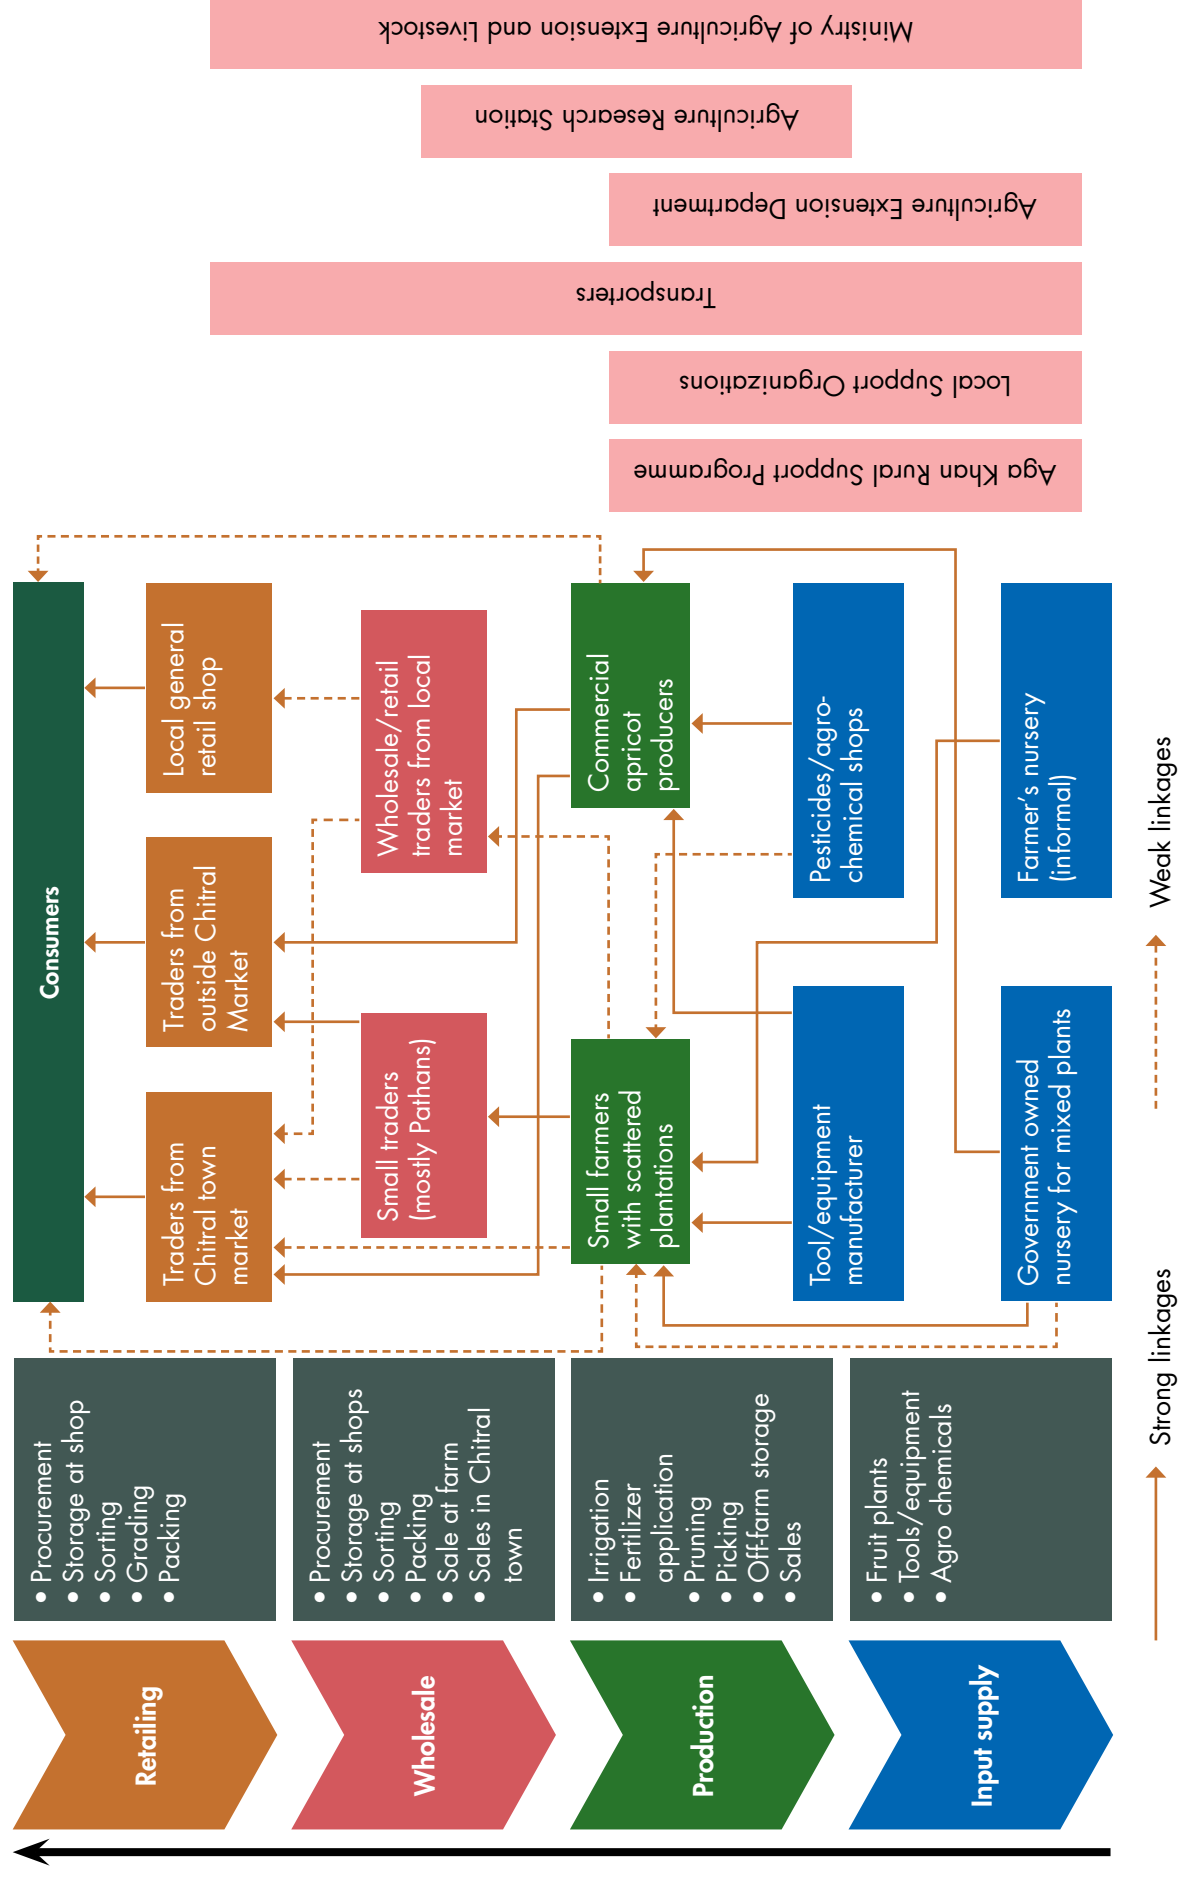 Consumers
Retailing
• Procurement
• Storage at shop
• Sorting
• Grading
• Packing
Traders from
Chitral town
market
Traders from
outside Chitral
Market
Local general
retail shop
Wholesale
• Procurement
• Storage at shops
• Sorting
• Packing
• Sale at farm
• Sales in Chitral
town
Small traders
(mostly Pathans)
Wholesale/retail
traders from local
market
Production
• Irrigation
• Fertilizer
application
• Pruning
• Picking
• Off-farm storage
• Sales
Small farmers
with scattered
plantations
Commercial
apricot
producers
Input supply
• Fruit plants
• Tools/equipment
• Agro chemicals
Tool/equipment
manufacturer
Pesticides/agro-
chemical shops
Government owned
nursery for mixed plants
Farmer's nursery
(informal)
Aga Khan Rural Support Programme
Local Support Organizations
Transporters
Agriculture Extension Department
Agriculture Research Station
Ministry of Agriculture Extension and Livestock
Strong linkages
Weak linkages